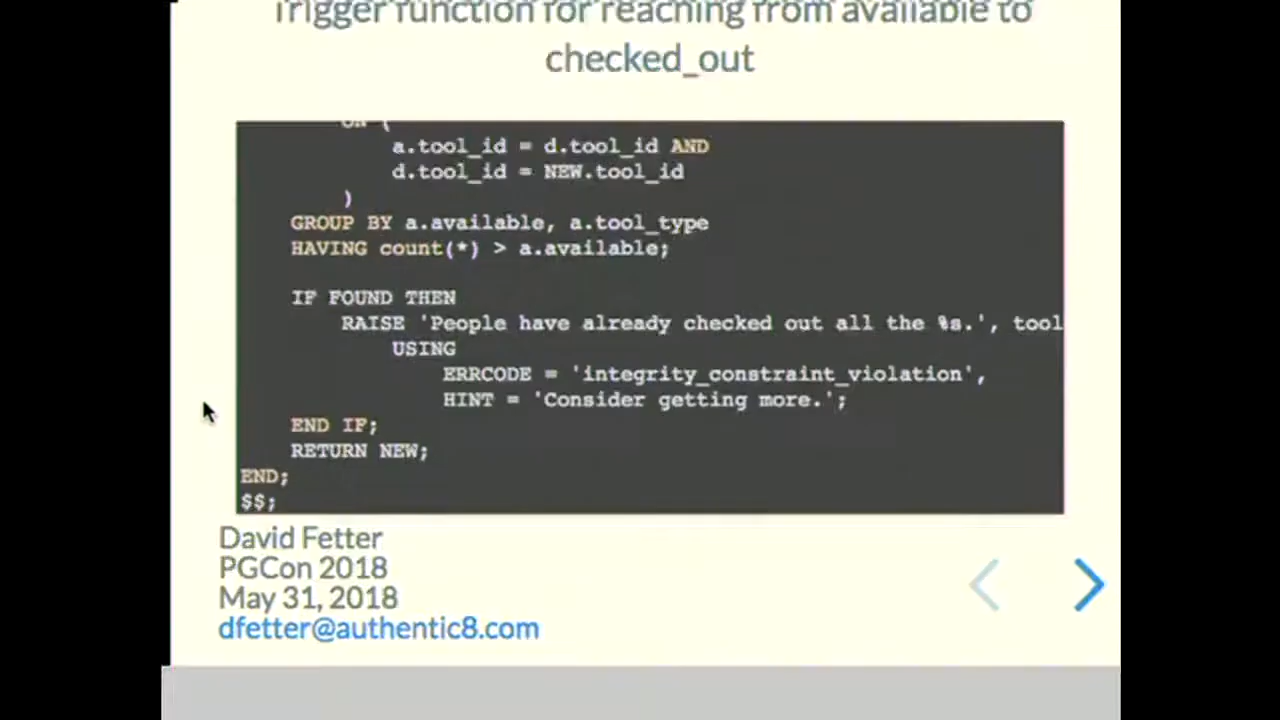 Trigger function for reaching from available to
checked_out
ON (
a.tool_id = d.tool_id AND
d.tool_id = NEW.tool_id
)
GROUP BY a.available, a.tool_type
HAVING count(*) > a.available;
IF FOUND THEN
RAISE 'People have already checked out all the %s.', tool
USING
ERRCODE = 'integrity_constraint_violation',
HINT = 'Consider getting more.';
END IF;
RETURN NEW;
END;
$$;
David Fetter
PGCon 2018
May 31, 2018
dfetter@authentic8.com